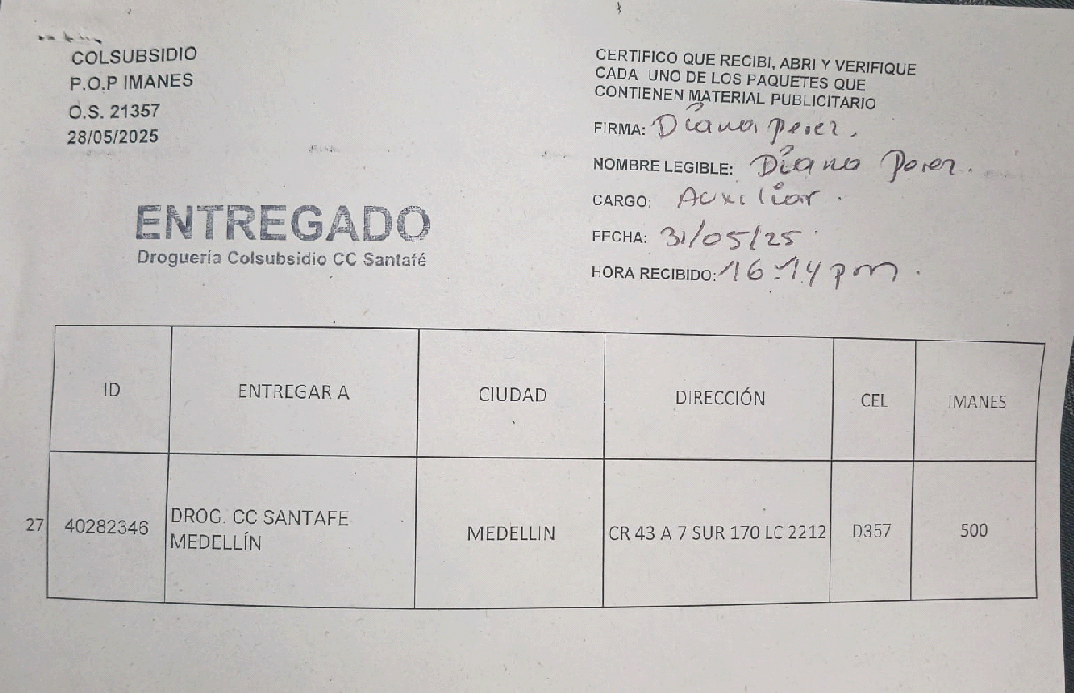 COLSUBSIDIO
P.O.P IMANES
O.S. 21357
28/05/2025
CERTIFICO QUE RECIBI, ABRI Y VERIFIQUE
CADA UNO DE LOS PAQUETES QUE
CONTIENEN MATERIAL PUBLICITARIO
FIRMA: Diana perez.
NOMBRE LEGIBLE: Diana Perez.
CARGO: Auxiliar.
FECHA: 31/05/25
HORA RECIBIDO: 16:14 pm.
ENTREGADO
Droguería Colsubsidio CC Santafé
ID ENTREGAR A CIUDAD DIRECCIÓN CEL IMANES
27 40282346 DROG. CC SANTAFE MEDELLIN CR 43 A 7 SUR 170 LC 2212 D357 500
MEDELLÍN